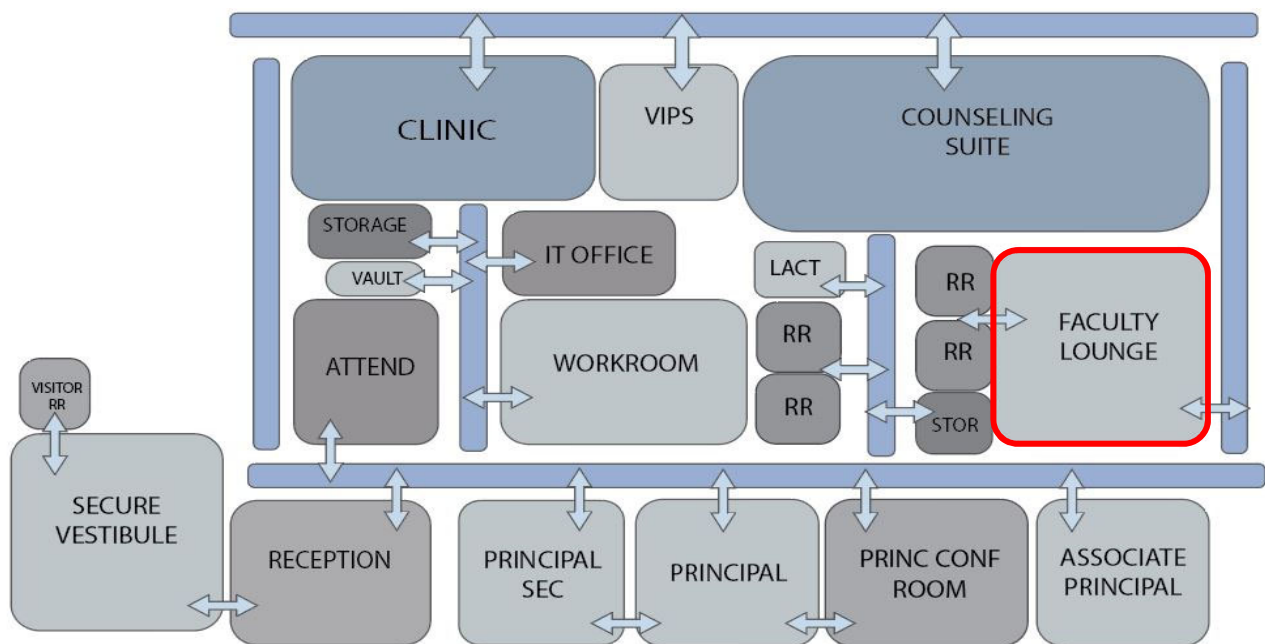 CLINIC
VIPS
COUNSELING
SUITE
STORAGE
VAULT
IT OFFICE
LACT
RR
RR
FACULTY
LOUNGE
ATTEND
WORKROOM
RR
RR
STOR
VISITOR
RR
SECURE
VESTIBULE
RECEPTION
PRINCIPAL
SEC
PRINCIPAL
PRINC CONF
ROOM
ASSOCIATE
PRINCIPAL